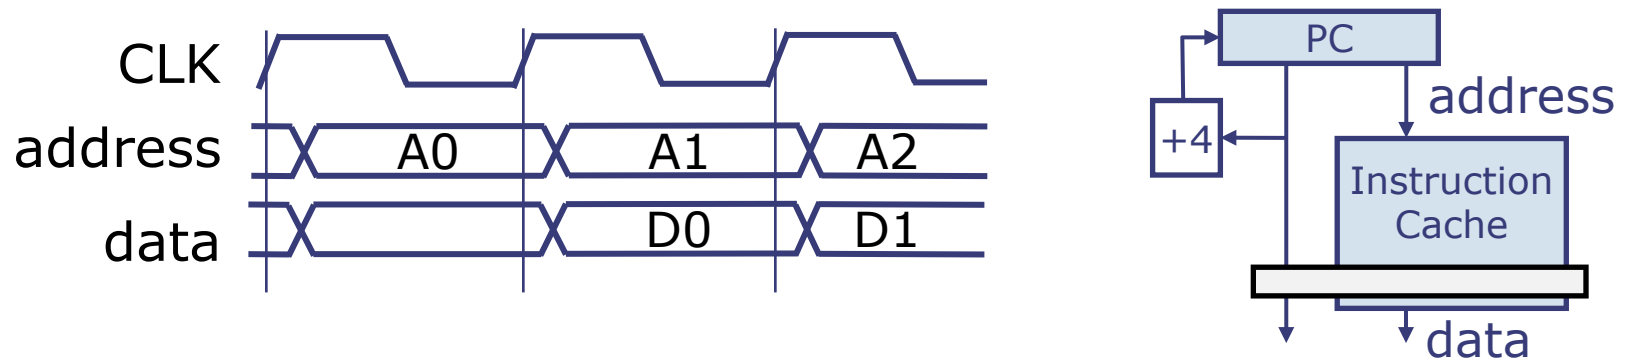 CLK
address A0 A1 A2
data D0 D1
PC
address
+4
Instruction
Cache
data